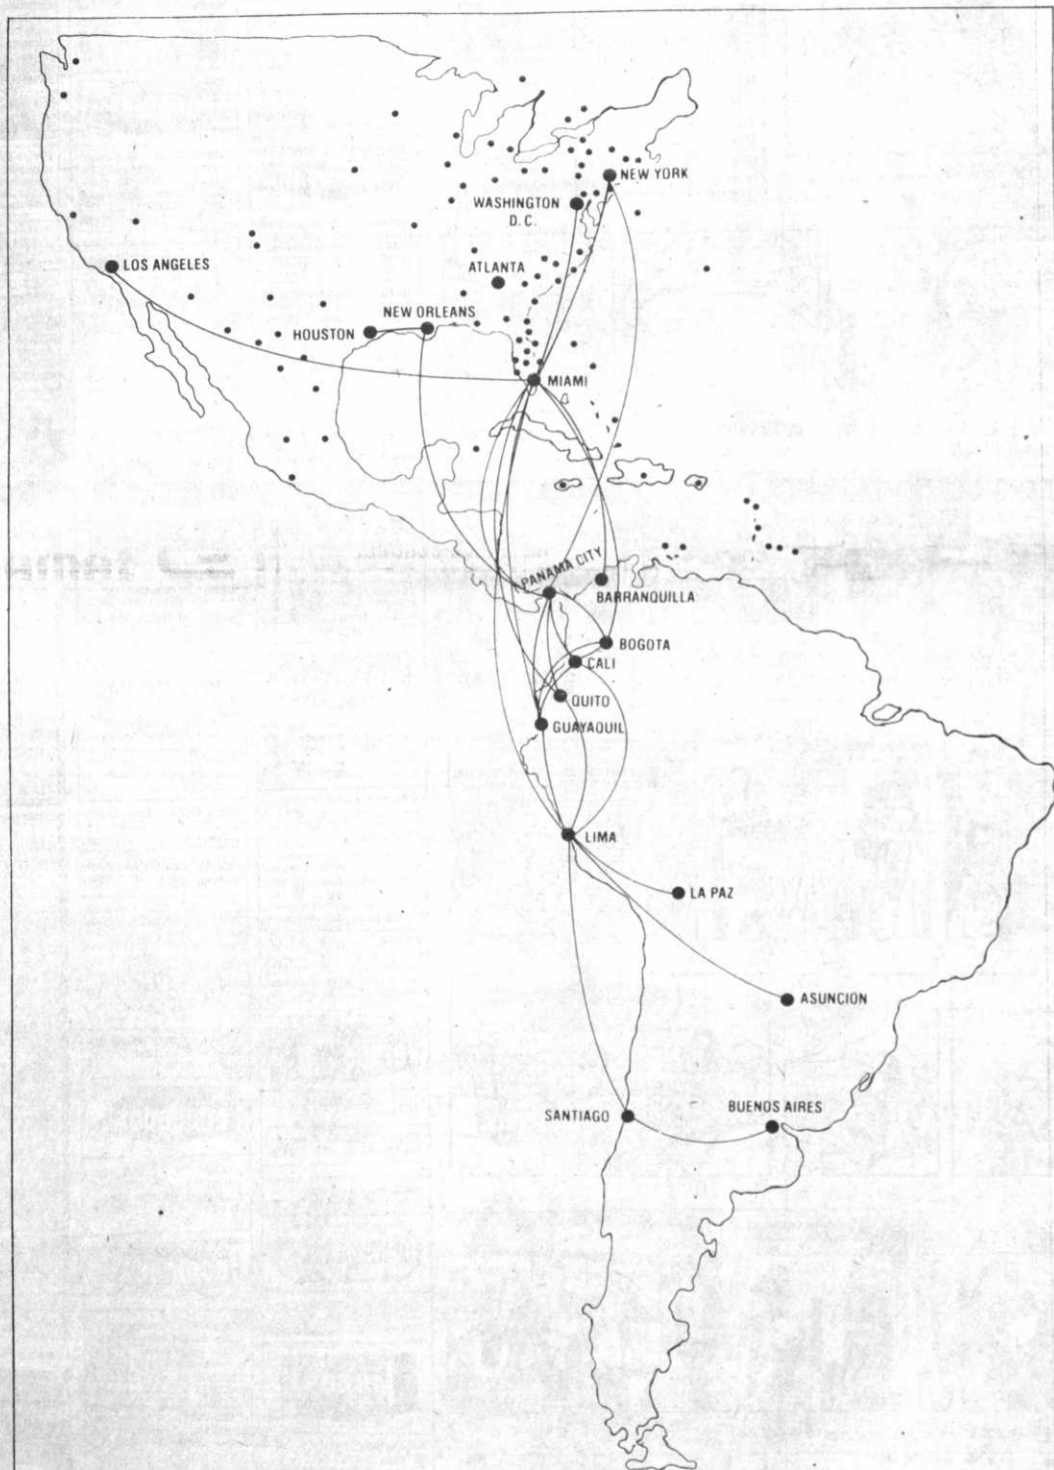 NEW YORK
WASHINGTON
D.C.
LOS ANGELES
ATLANTA
NEW ORLEANS
HOUSTON
MIAMI
PANAMA CITY
BARRANQUILLA
BOGOTA
CALI
QUITO
GUAYAQUIL
LIMA
LA PAZ
ASUNCION
SANTIAGO
BUENOS AIRES